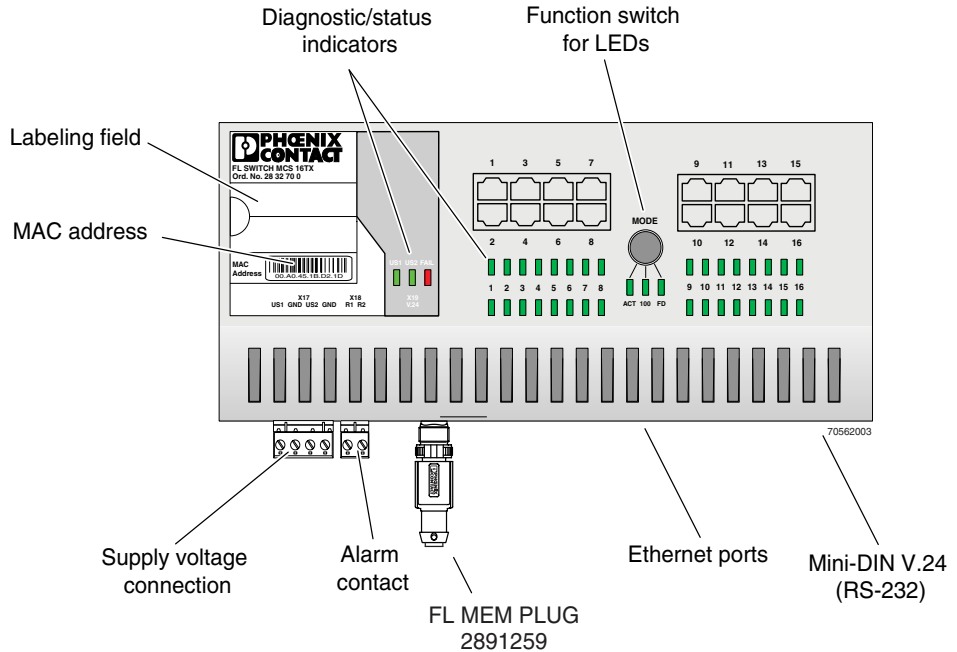 Diagnostic/status
indicators
Function switch
for LEDs
Labeling field
MAC address
PHŒNIX
CONTACT
FL SWITCH MCS 16TX
Ord. No. 28 32 70 0
MAC
Address
00.A0.45.1B.D2.1D
X17
US1 GND US2 GND
X18
R1 R2
US1 US2 FAIL
X19
V.24
1 3 5 7
2 4 6 8
1 2 3 4 5 6 7 8
MODE
ACT 100 FD
9 11 13 15
10 12 14 16
9 10 11 12 13 14 15 16
70562003
Supply voltage
connection
Alarm
contact
FL MEM PLUG
2891259
Ethernet ports
Mini-DIN V.24
(RS-232)